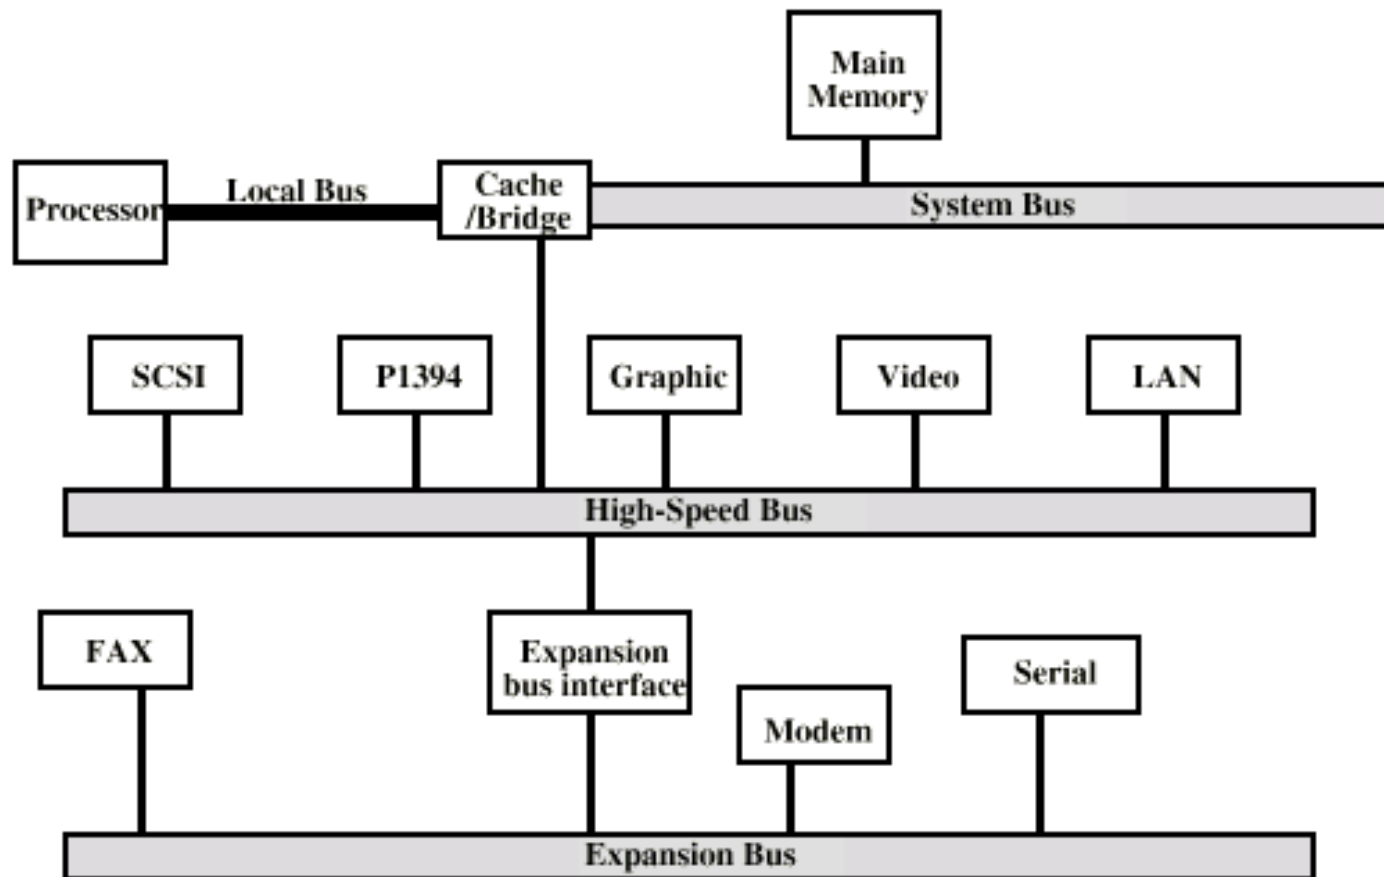 Main
Memory
Processor
Local Bus
Cache
/Bridge
System Bus
SCSI
P1394
Graphic
Video
LAN
High-Speed Bus
FAX
Expansion
bus interface
Modem
Serial
Expansion Bus